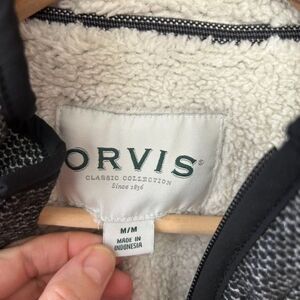 ORVIS®
CLASSIC COLLECTION
Since 1856
M/M
MADE IN
INDONESIA